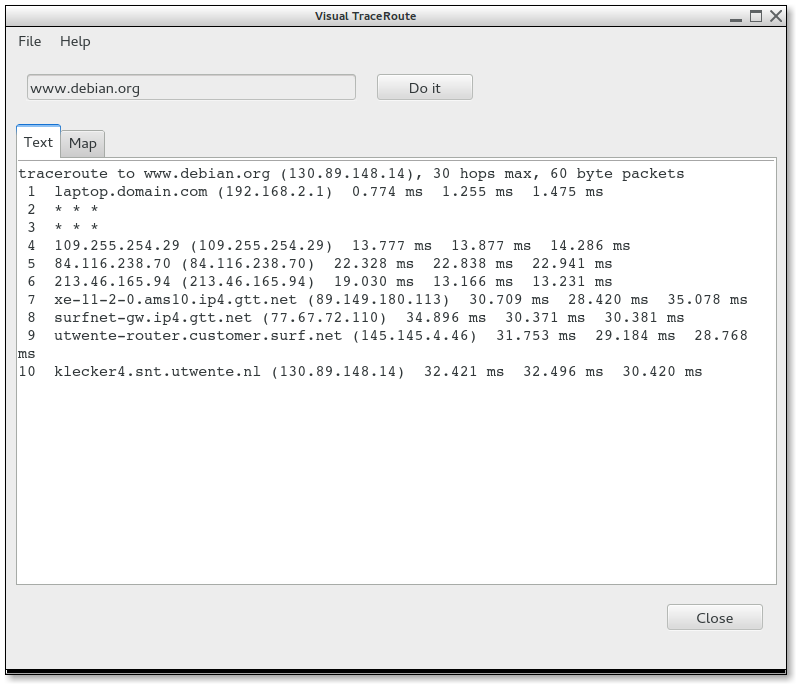 Visual TraceRoute
File Help
www.debian.org Do it
Text Map
traceroute to www.debian.org (130.89.148.14), 30 hops max, 60 byte packets
1 laptop.domain.com (192.168.2.1) 0.774 ms 1.255 ms 1.475 ms
2 * * *
3 * * *
4 109.255.254.29 (109.255.254.29) 13.777 ms 13.877 ms 14.286 ms
5 84.116.238.70 (84.116.238.70) 22.328 ms 22.838 ms 22.941 ms
6 213.46.165.94 (213.46.165.94) 19.030 ms 13.166 ms 13.231 ms
7 xe-11-2-0.ams10.ip4.gtt.net (89.149.180.113) 30.709 ms 28.420 ms 35.078 ms
8 surfnet-gw.ip4.gtt.net (77.67.72.110) 34.896 ms 30.371 ms 30.381 ms
9 utwente-router.customer.surf.net (145.145.4.46) 31.753 ms 29.184 ms 28.768
ms
10 klecker4.snt.utwente.nl (130.89.148.14) 32.421 ms 32.496 ms 30.420 ms
Close